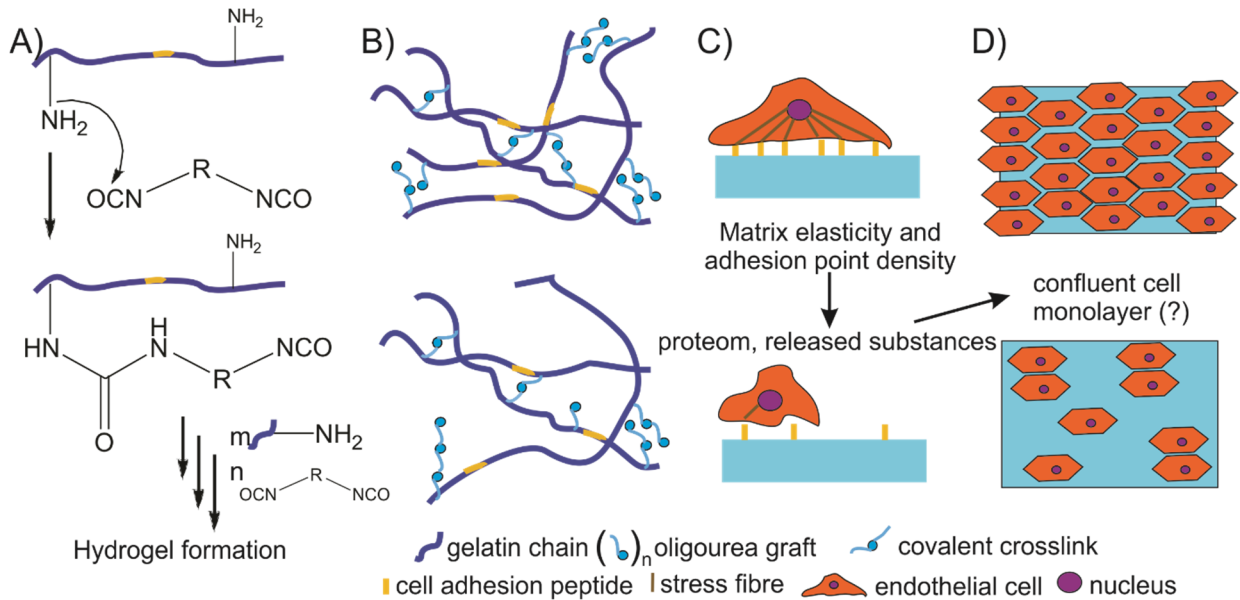 A)
NH2
NH2
OCN
R
NCO
NH2
HN
H
N
R
NCO
O
m
NH2
n
OCN
R
NCO
Hydrogel formation
B)
C)
Matrix elasticity and
adhesion point density
proteom, released substances
D)
confluent cell
monolayer (?)
gelatin chain ( )n oligourea graft covalent crosslink
cell adhesion peptide stress fibre endothelial cell nucleus